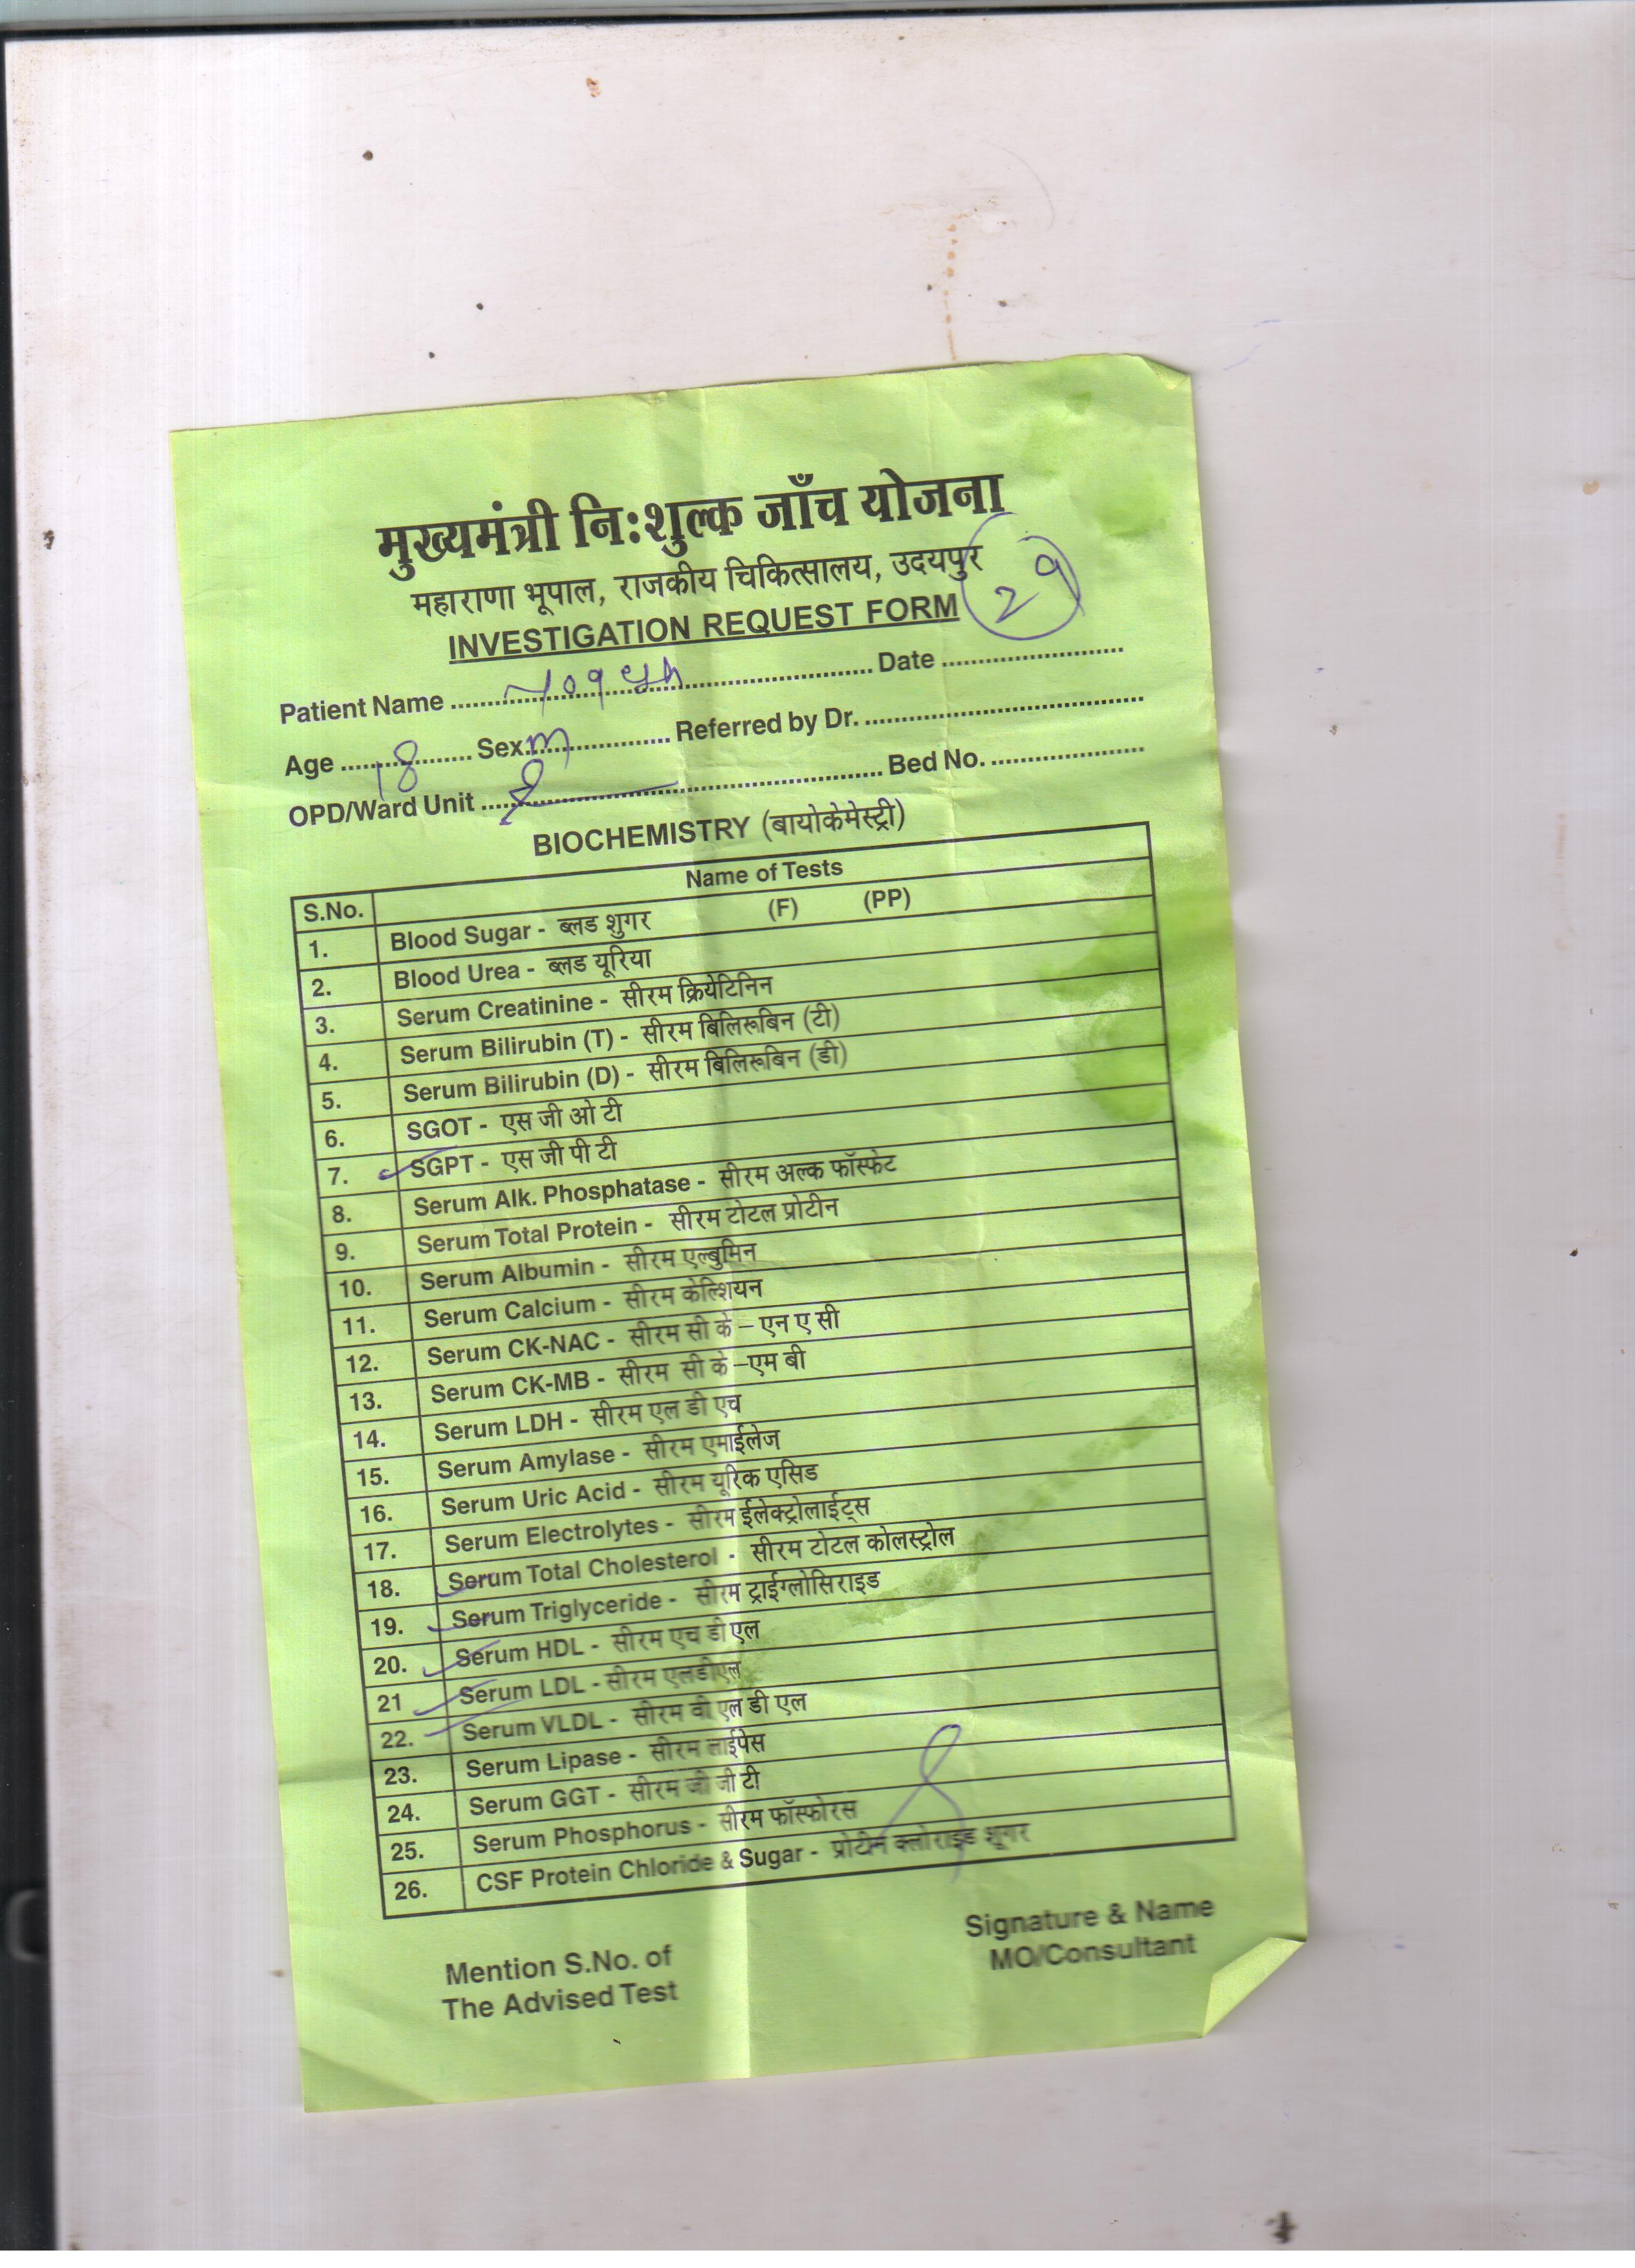 मुख्यमंत्री नि:शुल्क जाँच योजना
महाराणा भूपाल, राजकीय चिकित्सालय, उदयपुर
29
INVESTIGATION REQUEST FORM
Patient Name .......... Date ..........
Age ..... 18 ..... Sex..... m ..... Referred by Dr. ..........
OPD/Ward Unit .......... Bed No. ..........
BIOCHEMISTRY (बायोकेमेस्ट्री)
S.No. Name of Tests
1. Blood Sugar - ब्लड शुगर (F) (PP)
2. Blood Urea - ब्लड यूरिया
3. Serum Creatinine - सीरम क्रियेटिनिन
4. Serum Bilirubin (T) - सीरम बिलिरूबिन (टी)
5. Serum Bilirubin (D) - सीरम बिलिरूबिन (डी)
6. SGOT - एस जी ओ टी
7. SGPT - एस जी पी टी
8. Serum Alk. Phosphatase - सीरम अल्क फॉस्फेट
9. Serum Total Protein - सीरम टोटल प्रोटीन
10. Serum Albumin - सीरम एल्बुमिन
11. Serum Calcium - सीरम केल्शियन
12. Serum CK-NAC - सीरम सी के – एन ए सी
13. Serum CK-MB - सीरम सी के –एम बी
14. Serum LDH - सीरम एल डी एच
15. Serum Amylase - सीरम एमाईलेज
16. Serum Uric Acid - सीरम यूरिक एसिड
17. Serum Electrolytes - सीरम ईलेक्ट्रोलाईट्स
18. Serum Total Cholesterol - सीरम टोटल कोलस्ट्रोल
19. Serum Triglyceride - सीरम ट्राईग्लोसिराइड
20. Serum HDL - सीरम एच डी एल
21 Serum LDL - सीरम एलडीएल
22. Serum VLDL - सीरम वी एल डी एल
23. Serum Lipase - सीरम लाईपेस
24. Serum GGT - सीरम जी जी टी
25. Serum Phosphorus - सीरम फॉस्फोरस
26. CSF Protein Chloride & Sugar - प्रोटीन क्लोराइड शूगर
Mention S.No. of
The Advised Test
Signature & Name
MO/Consultant